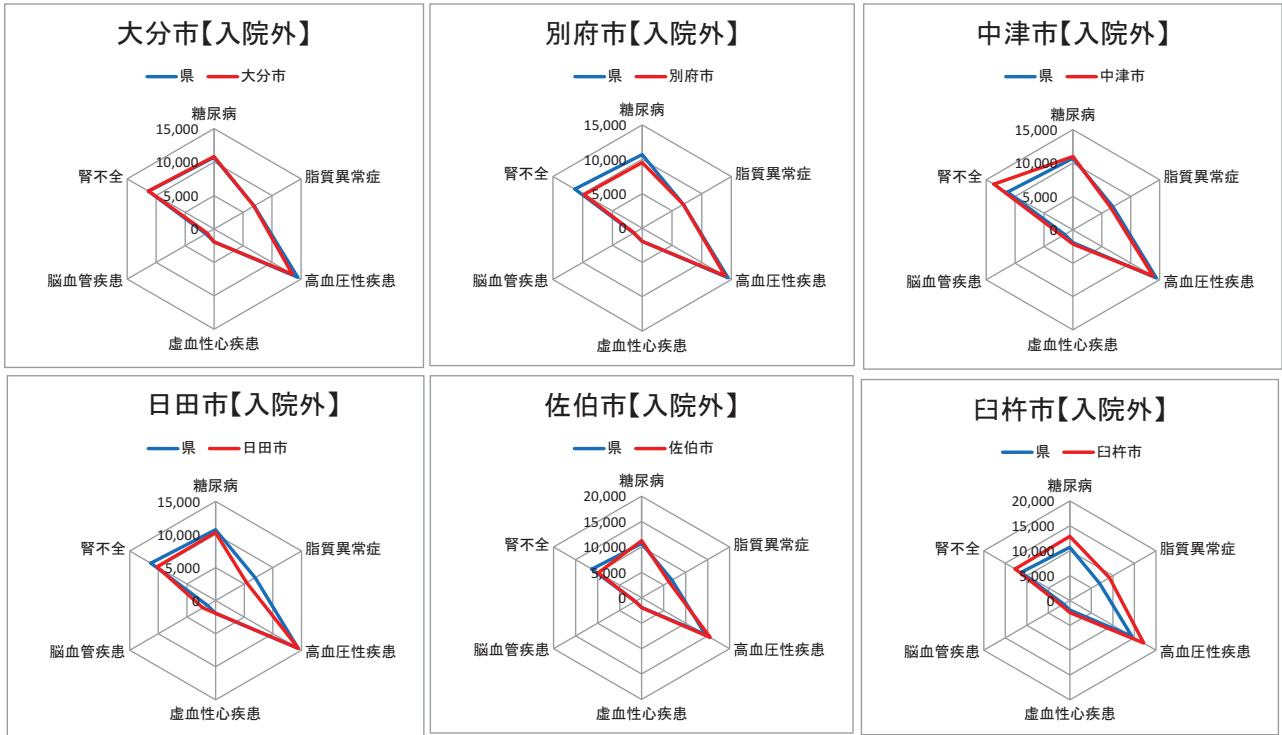 大分市【入院外】
県 大分市
糖尿病
15,000
10,000
5,000
0
腎不全
脂質異常症
脳血管疾患
高血圧性疾患
虚血性心疾患
別府市【入院外】
県 別府市
糖尿病
15,000
10,000
5,000
0
腎不全
脂質異常症
脳血管疾患
高血圧性疾患
虚血性心疾患
中津市【入院外】
県 中津市
糖尿病
15,000
10,000
5,000
0
腎不全
脂質異常症
脳血管疾患
高血圧性疾患
虚血性心疾患
日田市【入院外】
県 日田市
糖尿病
15,000
10,000
5,000
0
腎不全
脂質異常症
脳血管疾患
高血圧性疾患
虚血性心疾患
佐伯市【入院外】
県 佐伯市
糖尿病
20,000
15,000
10,000
5,000
0
腎不全
脂質異常症
脳血管疾患
高血圧性疾患
虚血性心疾患
臼杵市【入院外】
県 臼杵市
糖尿病
20,000
15,000
10,000
5,000
0
腎不全
脂質異常症
脳血管疾患
高血圧性疾患
虚血性心疾患